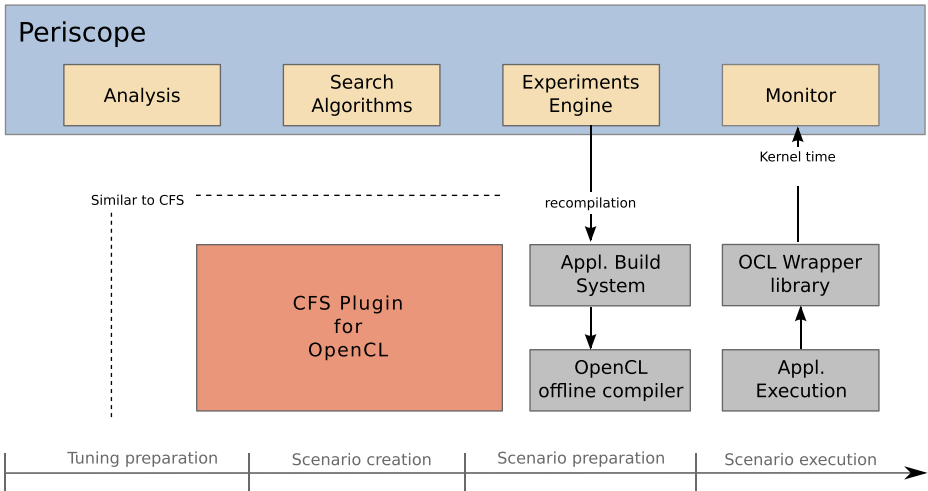 Periscope
Analysis
Search
Algorithms
Experiments
Engine
Monitor
Kernel time
Similar to CFS
recompilation
CFS Plugin
for
OpenCL
Appl. Build
System
OCL Wrapper
library
OpenCL
offline compiler
Appl.
Execution
Tuning preparation
Scenario creation
Scenario preparation
Scenario execution